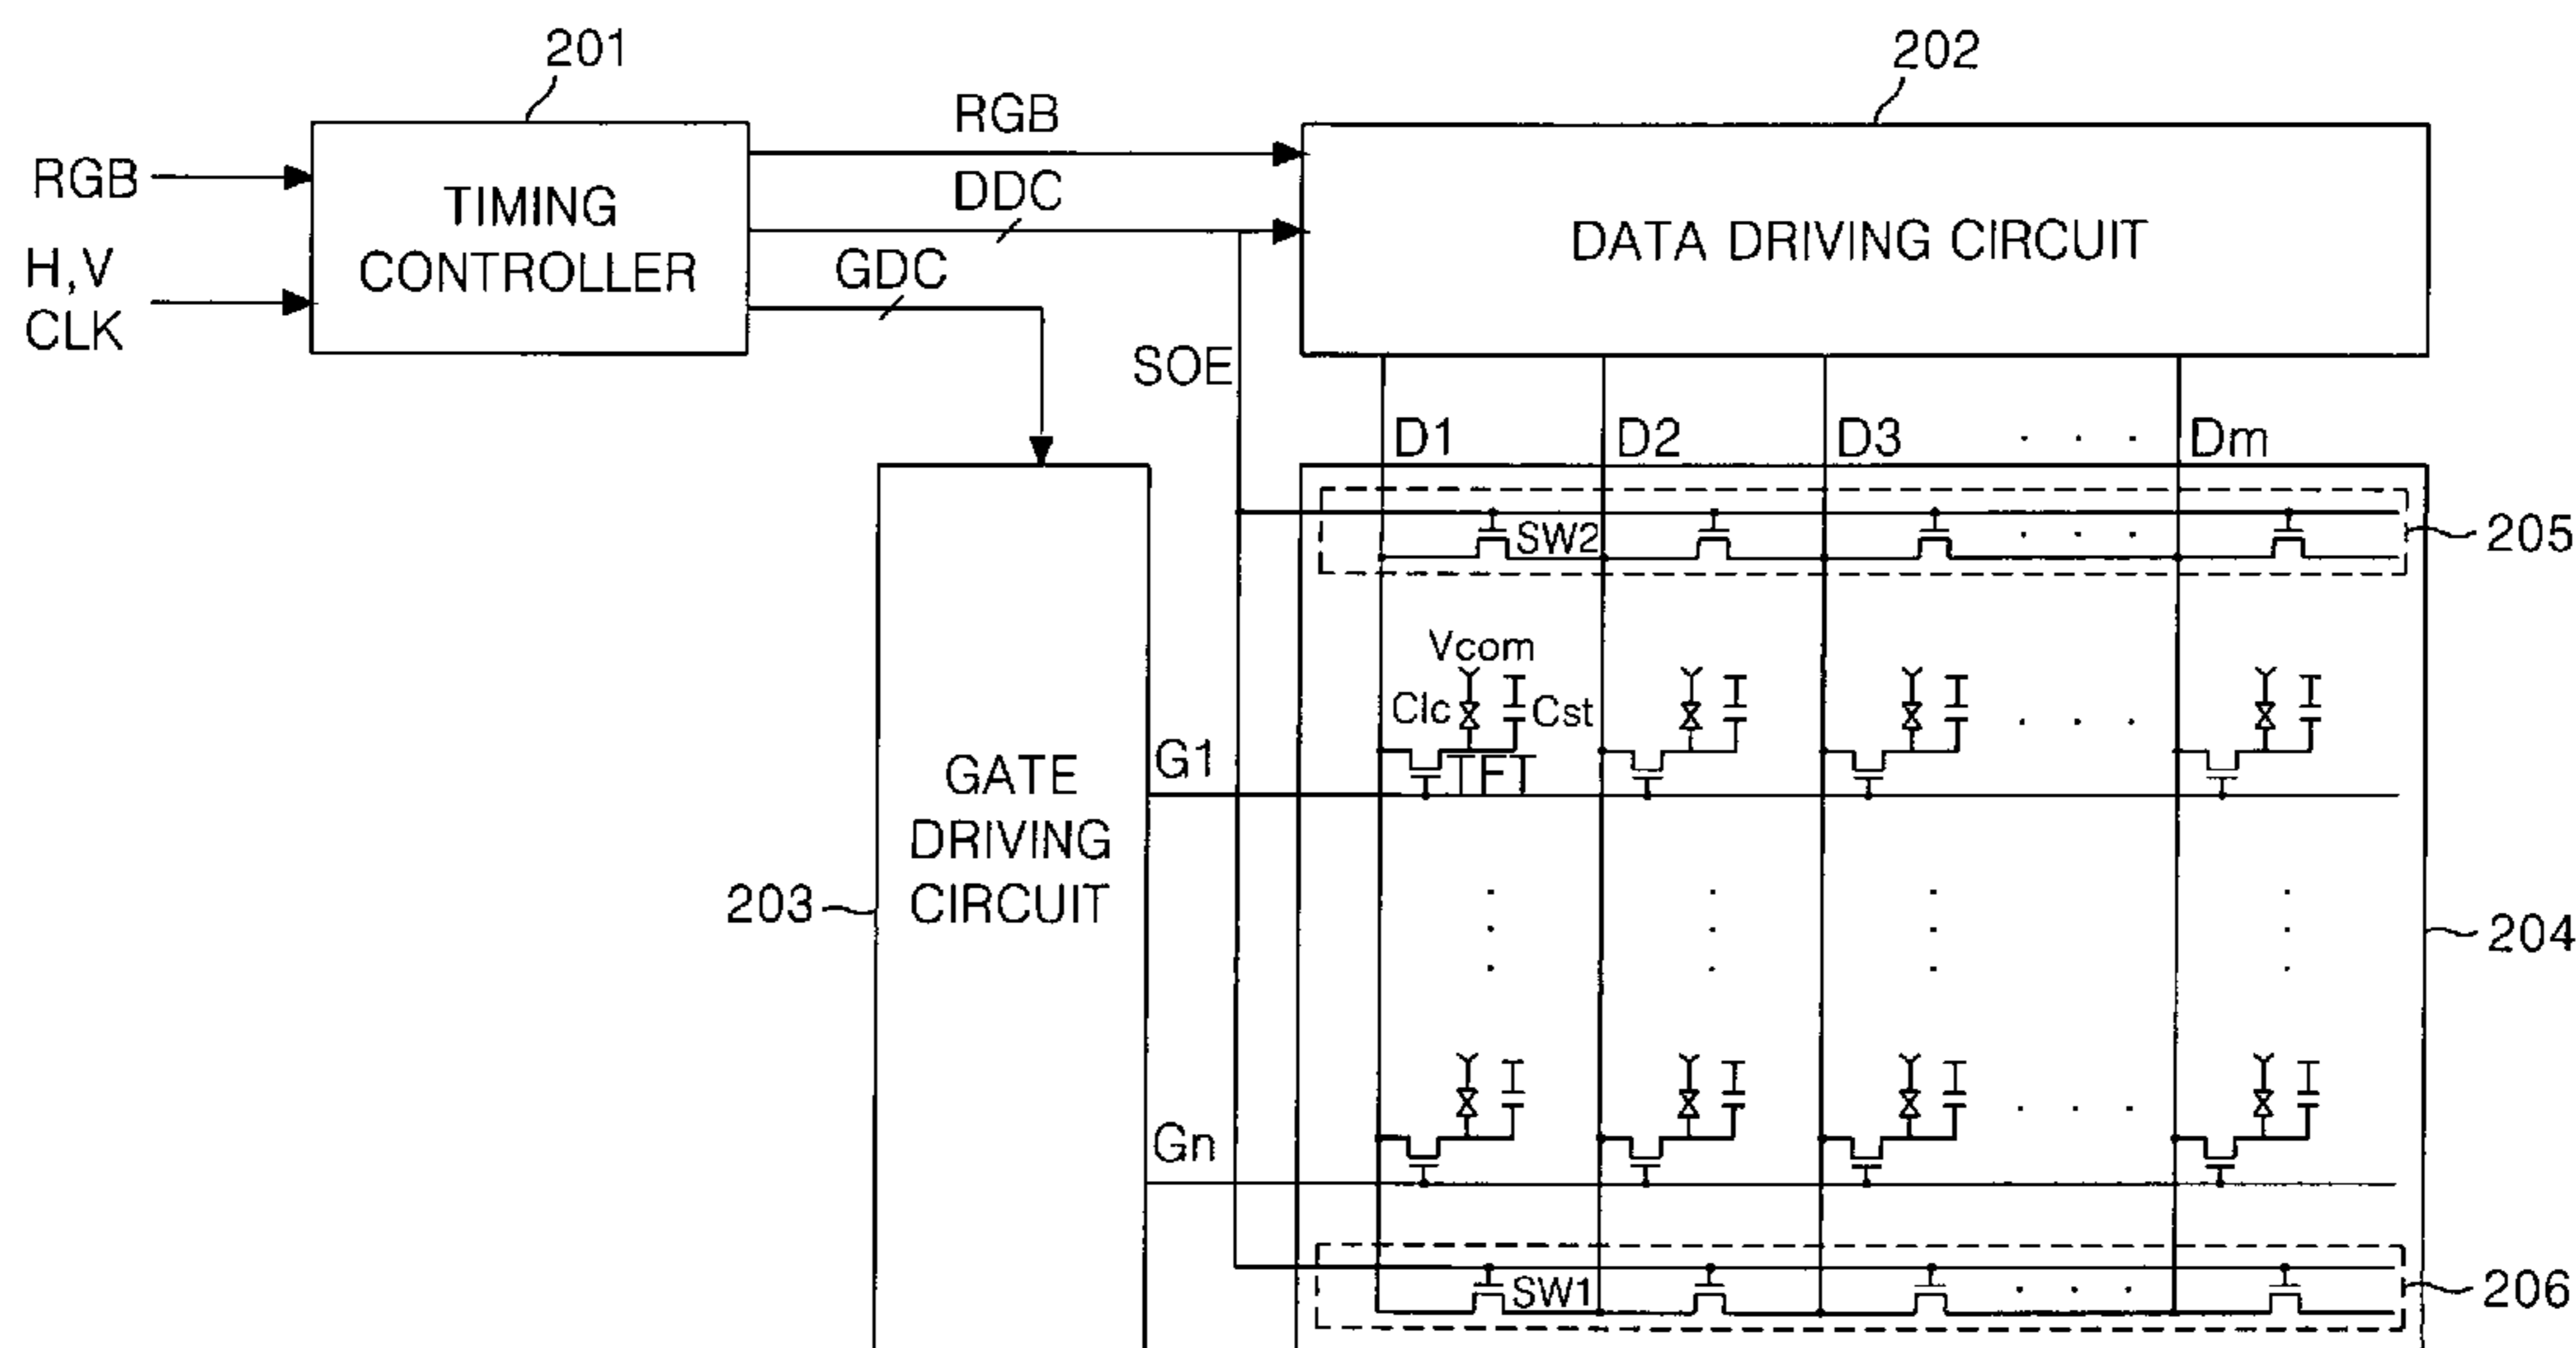 201
202
RGB
RGB
TIMING
CONTROLLER
DDC
DATA DRIVING CIRCUIT
H,V
CLK
GDC
SOE
D1 D2 D3 . . . Dm
SW2
205
Vcom
Clc
Cst
G1
TFT
GATE
DRIVING
CIRCUIT
203
204
Gn
SW1
206